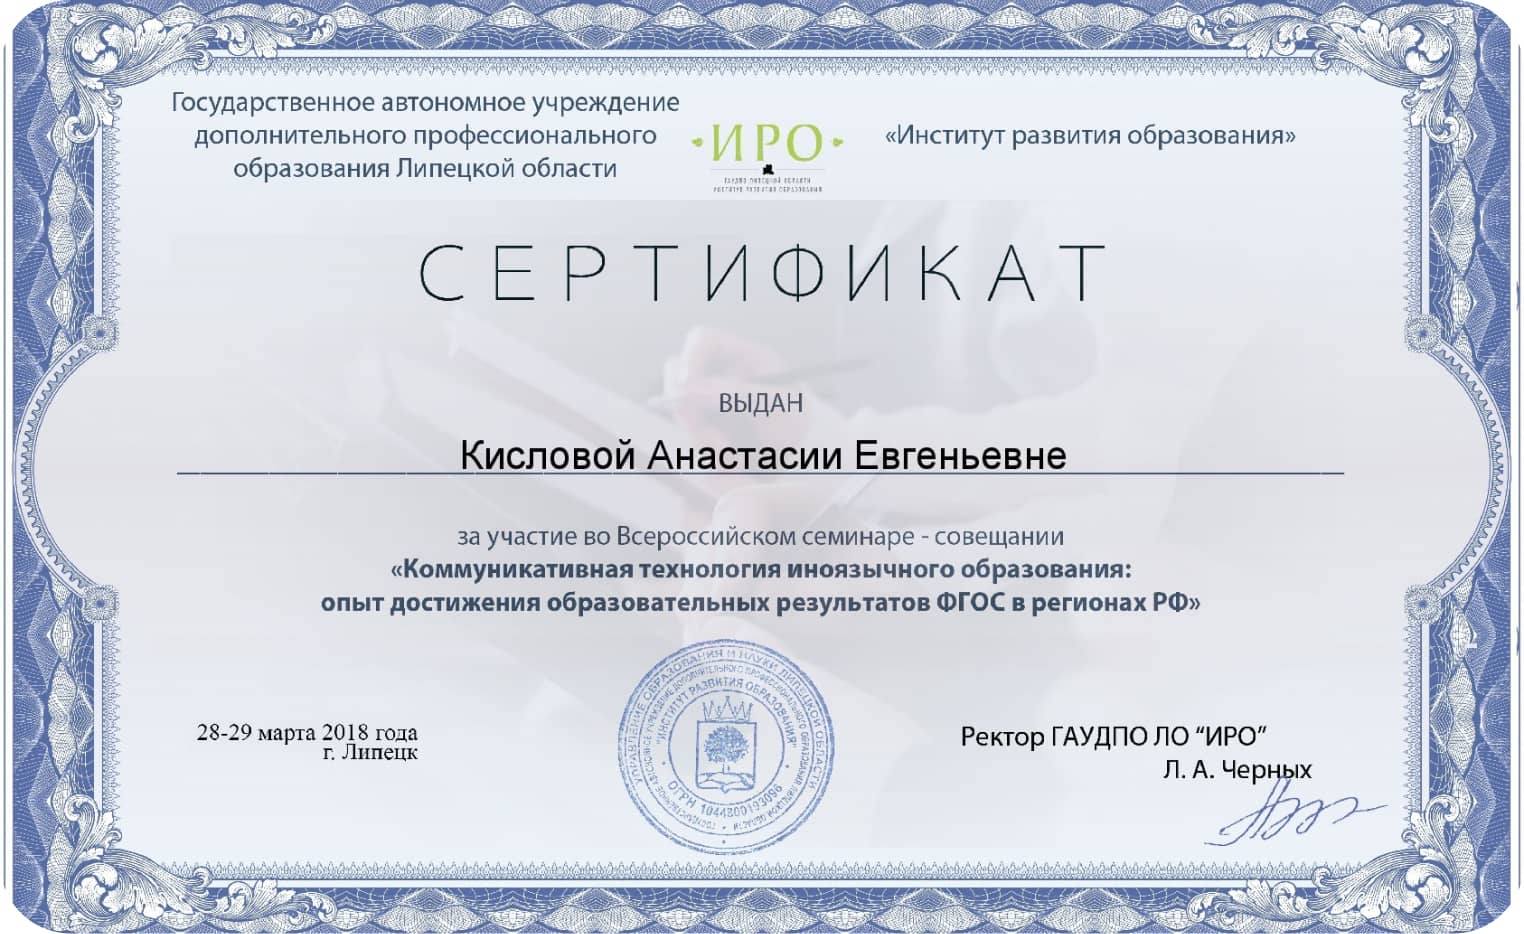 Государственное автономное учреждение
дополнительного профессионального
образования Липецкой области
ИРО
ГАУДПО ЛИПЕЦКОЙ ОБЛАСТИ
ИНСТИТУТ РАЗВИТИЯ ОБРАЗОВАНИЯ
«Институт развития образования»
СЕРТИФИКАТ
ВЫДАН
Кисловой Анастасии Евгеньевне
за участие во Всероссийском семинаре - совещании
«Коммуникативная технология иноязычного образования:
опыт достижения образовательных результатов ФГОС в регионах РФ»
28-29 марта 2018 года
г. Липецк
УПРАВЛЕНИЕ ОБРАЗОВАНИЯ И НАУКИ ЛИПЕЦКОЙ ОБЛАСТИ
"ИНСТИТУТ РАЗВИТИЯ ОБРАЗОВАНИЯ"
ОГРН 1044800193096
Ректор ГАУДПО ЛО “ИРО”
Л. А. Черных